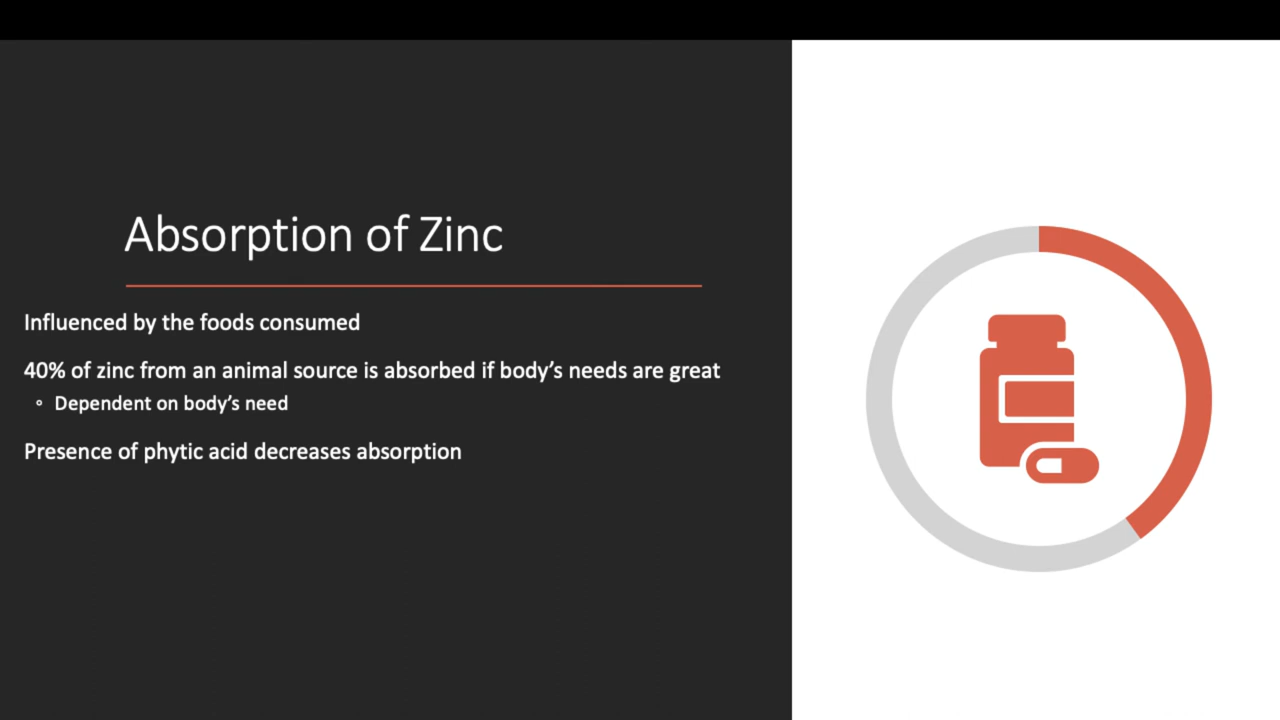 Absorption of Zinc
Influenced by the foods consumed
40% of zinc from an animal source is absorbed if body’s needs are great
◦ Dependent on body’s need
Presence of phytic acid decreases absorption